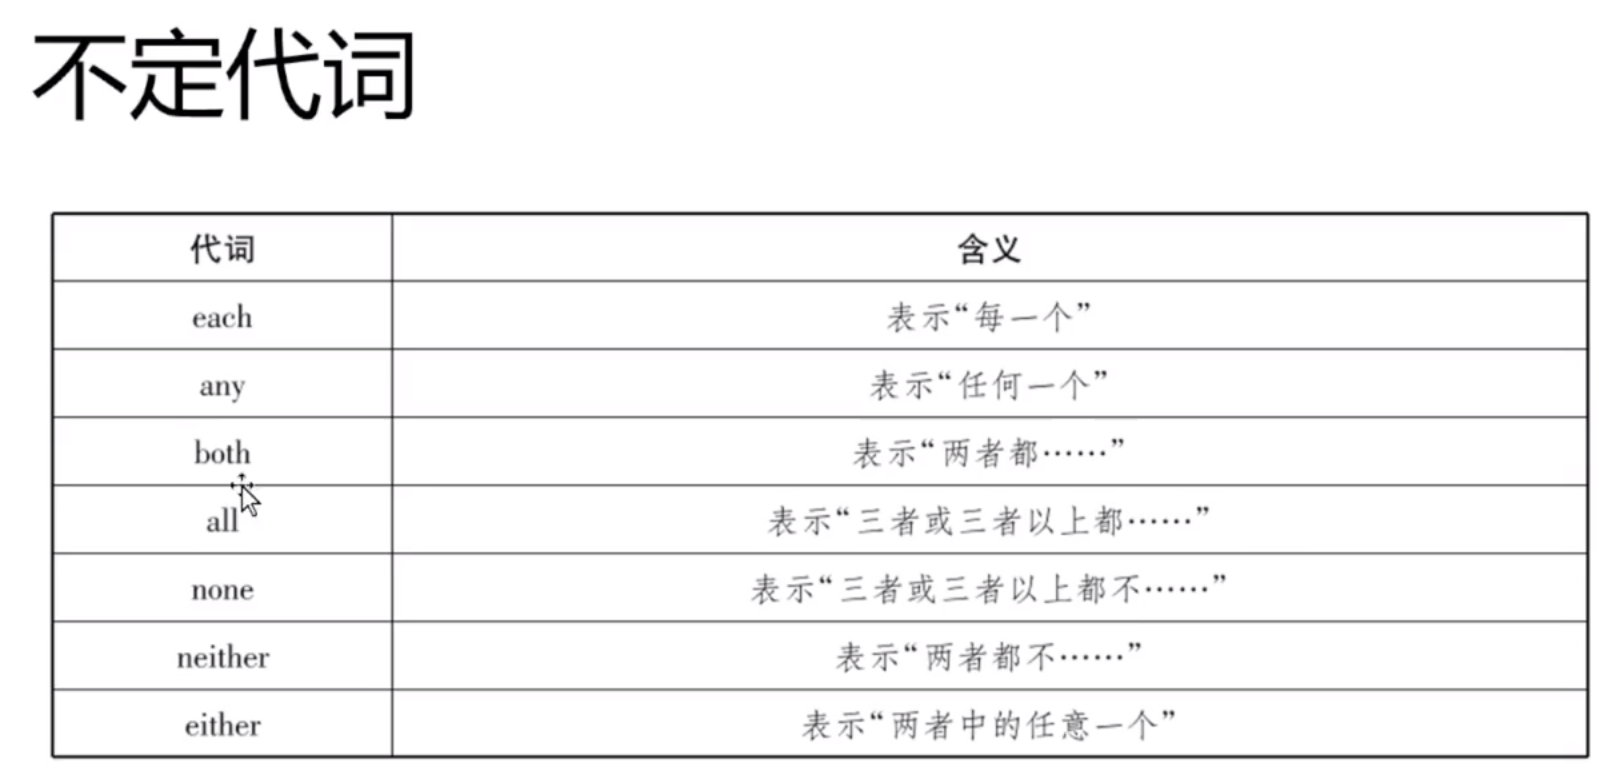 不定代词
代词 含义
each 表示“每一个”
any 表示“任何一个”
both 表示“两者都……”
all 表示“三者或三者以上都……”
none 表示“三者或三者以上都不……”
neither 表示“两者都不……”
either 表示“两者中的任意一个”